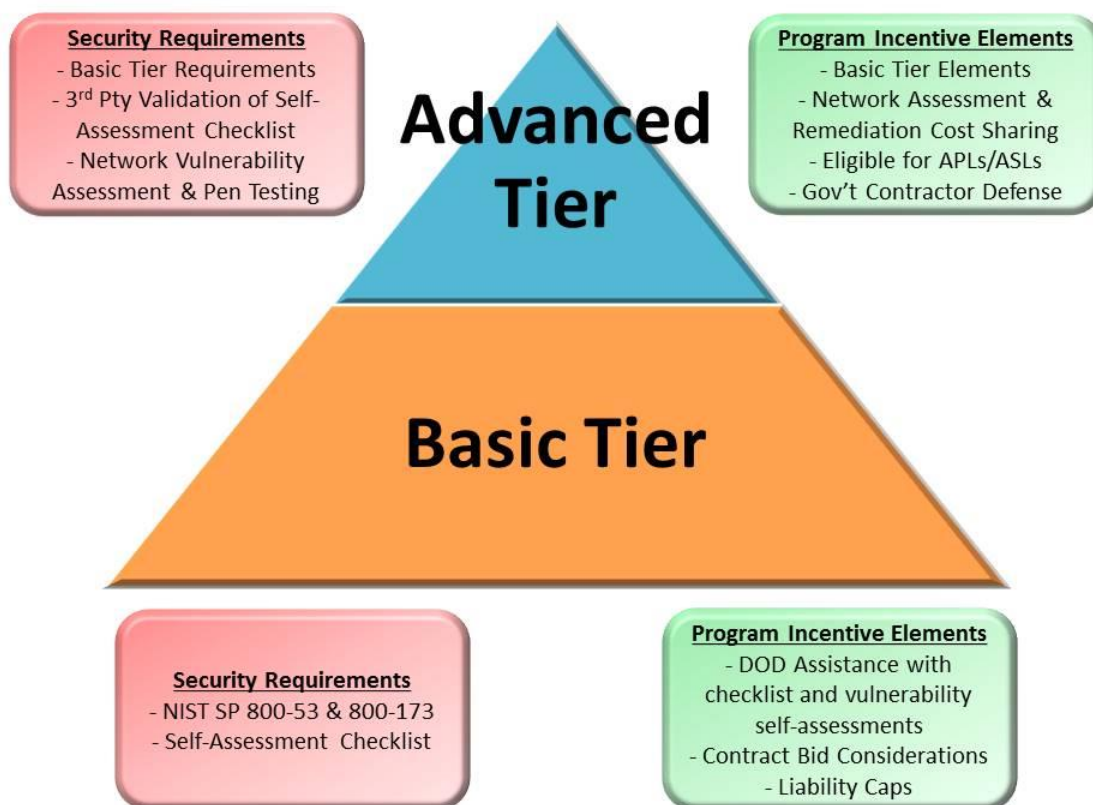 Security Requirements
- Basic Tier Requirements
- 3rd Pty Validation of Self-
Assessment Checklist
- Network Vulnerability
Assessment & Pen Testing
Program Incentive Elements
- Basic Tier Elements
- Network Assessment &
Remediation Cost Sharing
- Eligible for APLs/ASLs
- Gov't Contractor Defense
Advanced
Tier
Basic Tier
Security Requirements
- NIST SP 800-53 & 800-173
- Self-Assessment Checklist
Program Incentive Elements
- DOD Assistance with
checklist and vulnerability
self-assessments
- Contract Bid Considerations
- Liability Caps